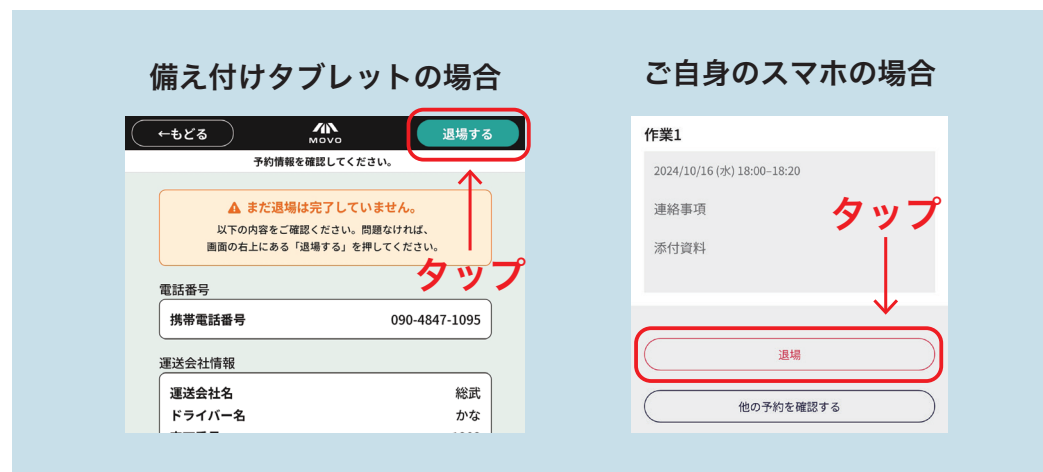 備え付けタブレットの場合
←もどる
MOVO
退場する
予約情報を確認してください。
まだ退場は完了していません。
以下の内容をご確認ください。問題なければ、
画面の右上にある「退場する」を押してください。
タップ
電話番号
携帯電話番号 090-4847-1095
運送会社情報
運送会社名 総武
ドライバー名 かな
ご自身のスマホの場合
作業1
2024/10/16 (水) 18:00–18:20
連絡事項
タップ
添付資料
退場
他の予約を確認する